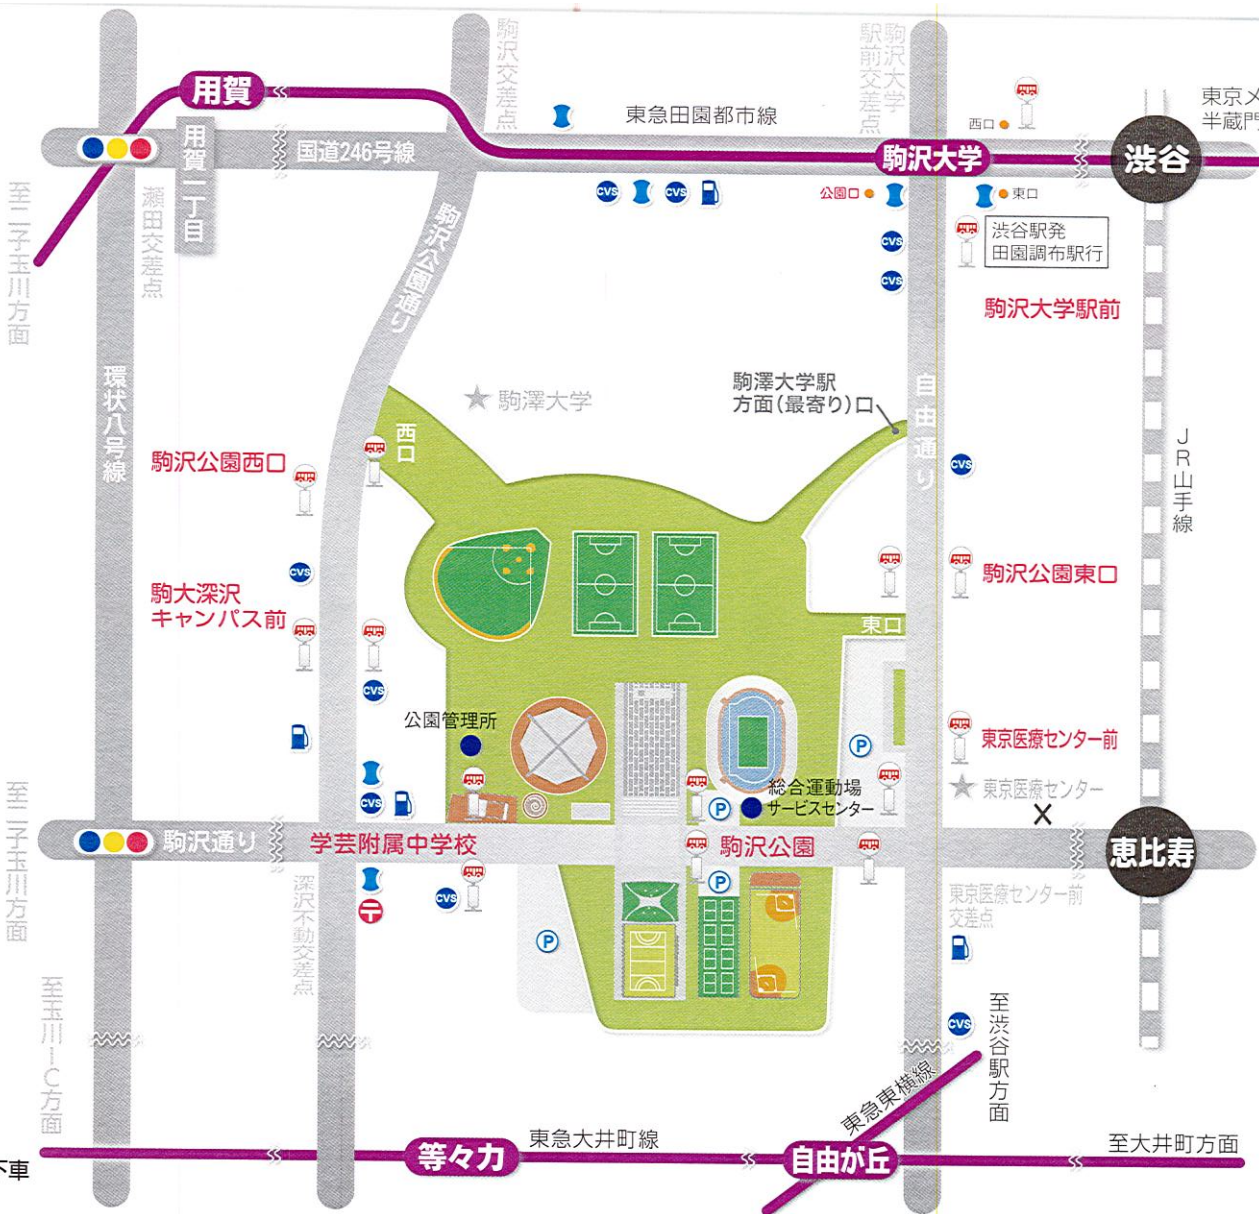 用賀
用賀一丁目
国道246号線
駒沢交差点
東急田園都市線
駒沢大学
駅前交差点
西口
東京メ
半蔵門
渋谷
駒沢大学
公園口
東口
渋谷駅発
田園調布駅行
駒沢大学駅前
至二子玉川方面
瀬田交差点
環状八号線
駒沢公園通り
駒澤大学
駒澤大学駅
方面(最寄り)口
自由通り
JR山手線
西口
駒沢公園西口
CVS
CVS
CVS
CVS
CVS
CVS
駒大深沢
キャンパス前
CVS
駒沢公園東口
東口
公園管理所
P
東京医療センター前
東京医療センター
総合運動場
サービスセンター
P
CVS
至二子玉川方面
駒沢通り
学芸附属中学校
駒沢公園
恵比寿
深沢不動交差点
CVS
〒
P
P
東京医療センター前
交差点
至玉川IC方面
CVS
至渋谷駅方面
東急東横線
下車
等々力
東急大井町線
自由が丘
至大井町方面